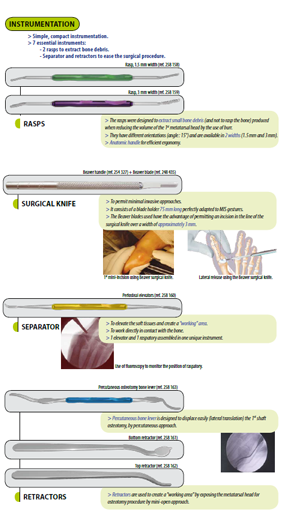 INSTRUMENTATION
> Simple, compact instrumentation.
> 7 essential instruments:
- 2 rasps to extract bone debris.
- Separator and retractors to ease the surgical procedure.
Rasp, 1.5 mm width (ref. 258 158)
Rasp, 3 mm width (ref. 258 159)
RASPS
> The rasps were designed to extract small bone debris (and not to rasp the bone) produced
when reducing the volume of the 1st metatarsal head by the use of burr.
> They have different orientations (angle: 15°) and are available in 2 widths (1.5 mm and 3 mm).
> Anatomic handle for efficient ergonomy.
Beaver handle (ref. 254 327) + Beaver blade (ref. 248 655)
SURGICAL KNIFE
> To permit minimal invasive approaches.
> It consists of a blade holder 75 mm long perfectly adapted to MIS gestures.
> The Beaver blades used have the advantage of permitting an incision in the line of the
surgical knife over a width of approximately 3 mm.
1st mini-incision using Beaver surgical knife.
Lateral release using the Beaver surgical knife.
Periosteal elevators (ref. 258 160)
SEPARATOR
> To elevate the soft tissues and create a "working" area.
> To work directly in contact with the bone.
> 1 elevator and 1 raspatory assembled in one unique instrument.
Use of fluoroscopy to monitor the position of raspatory.
Percutaneous osteotomy bone lever (ref. 258 163)
> Percutaneous bone lever is designed to displace easily (lateral translation) the 1st shaft
osteotomy, by percutaneous approach.
Bottom retractor (ref. 258 161)
Top retractor (ref. 258 162)
RETRACTORS
> Retractors are used to create a "working area" by exposing the metatarsal head for
osteotomy procedure by mini-open approach.